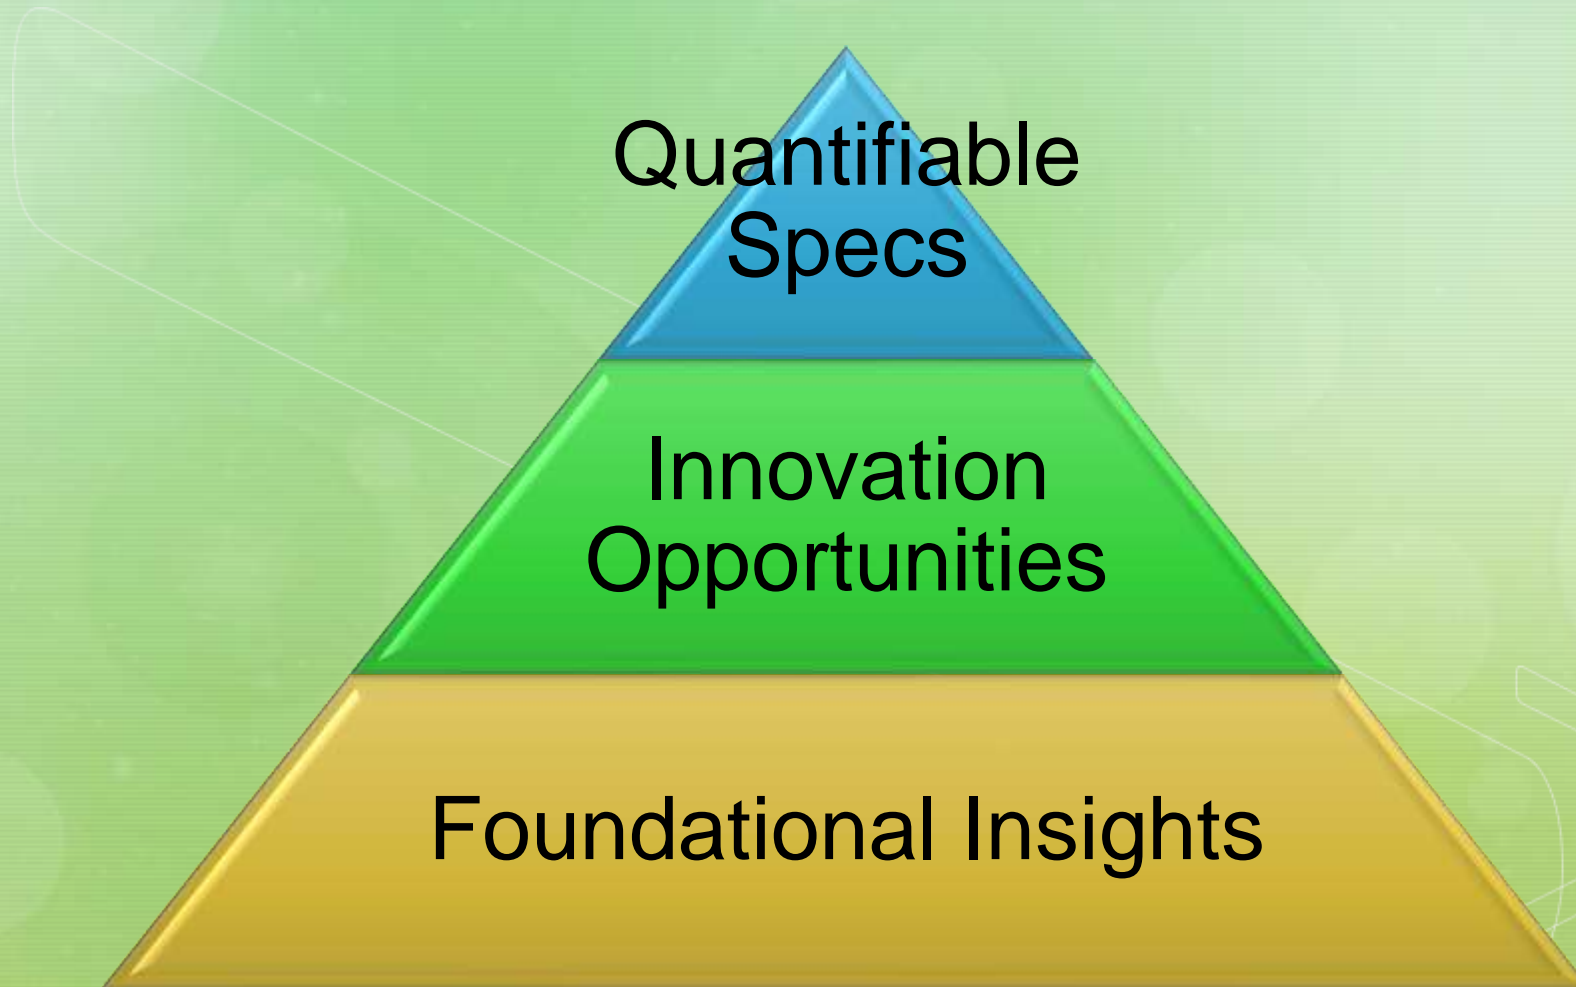 Quantifiable
Specs
Innovation
Opportunities
Foundational Insights